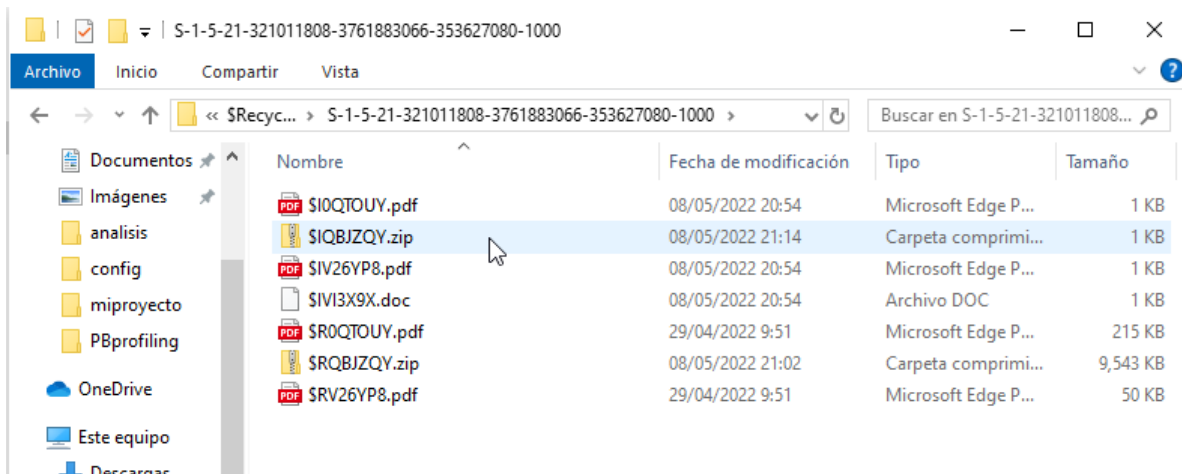 S-1-5-21-321011808-3761883066-353627080-1000
Archivo Inicio Compartir Vista
« $Recyc... > S-1-5-21-321011808-3761883066-353627080-1000 > Buscar en S-1-5-21-321011808...
Documentos
Imágenes
analisis
config
miproyecto
PBprofiling
OneDrive
Este equipo
Descargas
Nombre Fecha de modificación Tipo Tamaño
PDF $I0QTOUY.pdf 08/05/2022 20:54 Microsoft Edge P... 1 KB
$IQBJZQY.zip 08/05/2022 21:14 Carpeta comprimi... 1 KB
PDF $IV26YP8.pdf 08/05/2022 20:54 Microsoft Edge P... 1 KB
$IVI3X9X.doc 08/05/2022 20:54 Archivo DOC 1 KB
PDF $R0QTOUY.pdf 29/04/2022 9:51 Microsoft Edge P... 215 KB
$RQBJZQY.zip 08/05/2022 21:02 Carpeta comprimi... 9,543 KB
PDF $RV26YP8.pdf 29/04/2022 9:51 Microsoft Edge P... 50 KB